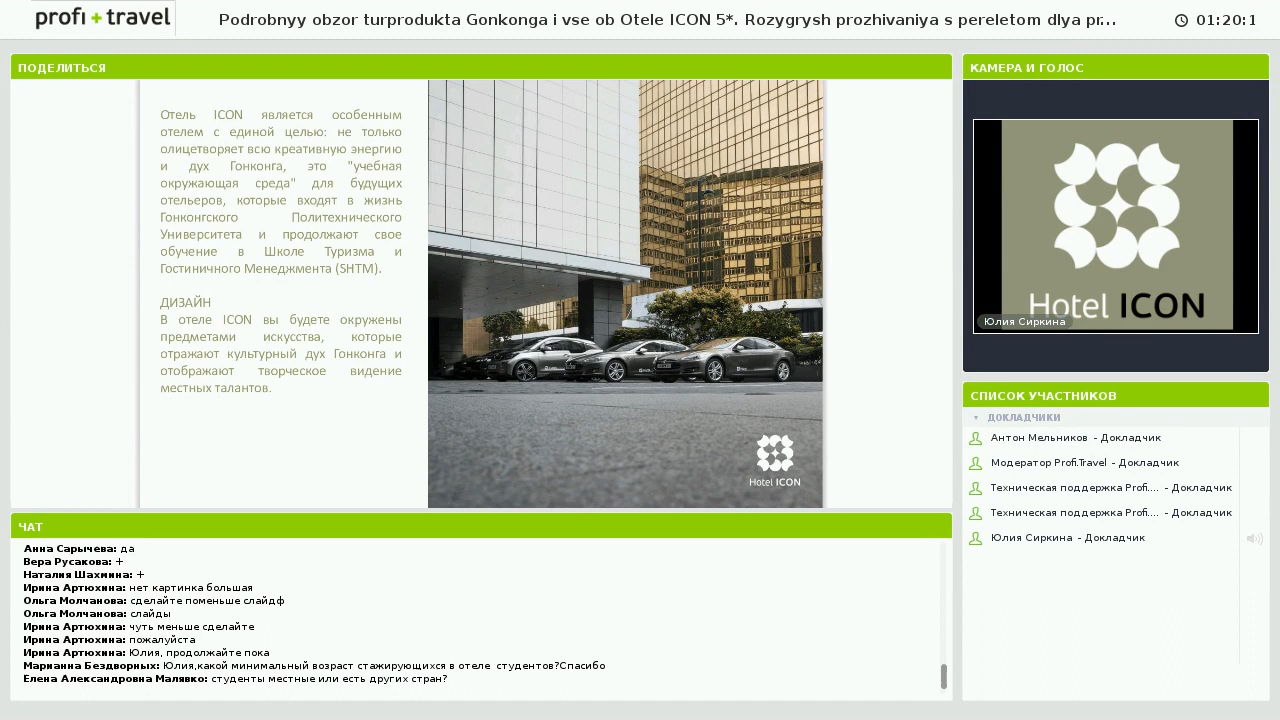 profi + travel
Podrobnyy obzor turprodukta Gonkonga i vse ob Otele ICON 5*. Rozygrysh prozhivaniya s pereletom dlya pr...
01:20:1
ПОДЕЛИТЬСЯ
Отель ICON является особенным
отелем с единой целью: не только
олицетворяет всю креативную энергию
и дух Гонконга, это "учебная
окружающая среда" для будущих
отельеров, которые входят в жизнь
Гонконгского Политехнического
Университета и продолжают свое
обучение в Школе Туризма и
Гостиничного Менеджмента (SHTM).
ДИЗАЙН
В отеле ICON вы будете окружены
предметами искусства, которые
отражают культурный дух Гонконга и
отображают творческое видение
местных талантов.
Hotel ICON
КАМЕРА И ГОЛОС
Hotel ICON
Юлия Сиркина
СПИСОК УЧАСТНИКОВ
ДОКЛАДЧИКИ
Антон Мельников - Докладчик
Модератор Profi.Travel - Докладчик
Техническая поддержка Profi.... - Докладчик
Техническая поддержка Profi.... - Докладчик
Юлия Сиркина - Докладчик
ЧАТ
Анна Сарычева: да
Вера Русакова: +
Наталия Шахмина: +
Ирина Артюхина: нет картинка большая
Ольга Молчанова: сделайте поменьше слайдф
Ольга Молчанова: слайды
Ирина Артюхина: чуть меньше сделайте
Ирина Артюхина: пожалуйста
Ирина Артюхина: Юлия, продолжайте пока
Марианна Бездворных: Юлия,какой минимальный возраст стажирующихся в отеле студентов?Спасибо
Елена Александровна Малявко: студенты местные или есть других стран?